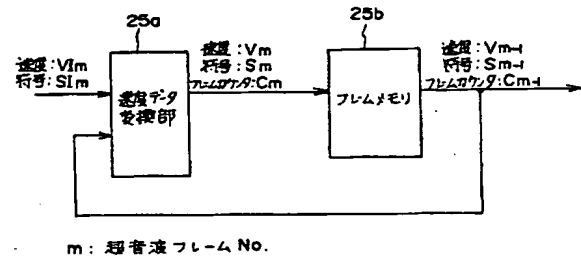 25a
25b
速度:VIm
符号:SIm
速度データ
変換部
速度:Vm
符号:Sm
フレームカウンタ:Cm
フレームメモリ
速度:Vm-1
符号:Sm-1
フレームカウンタ:Cm-1
m:超音波フレームNo.